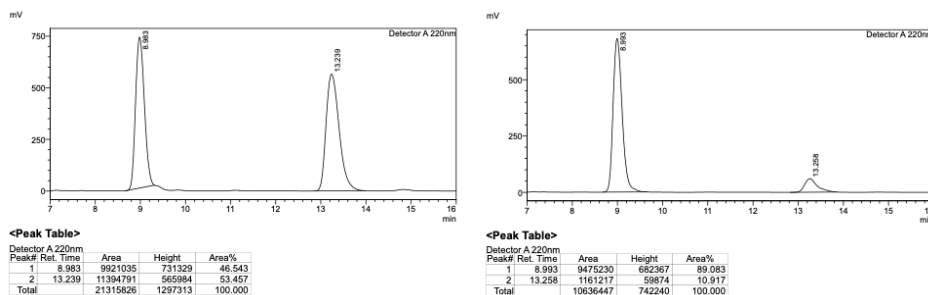 mV
Detector A 220nm
750
500
250
0
8.983
13.239
7 8 9 10 11 12 13 14 15 16
min
<Peak Table>
Detector A 220nm
Peak# Ret. Time Area Height Area%
1 8.983 9921035 731329 46.543
2 13.239 11394791 565984 53.457
Total 21315826 1297313 100.000
mV
Detector A 220nm
500
250
0
8.993
13.258
7 8 9 10 11 12 13 14 15 16
min
<Peak Table>
Detector A 220nm
Peak# Ret. Time Area Height Area%
1 8.993 9475230 682367 89.083
2 13.258 1161217 59874 10.917
Total 10636447 742240 100.000